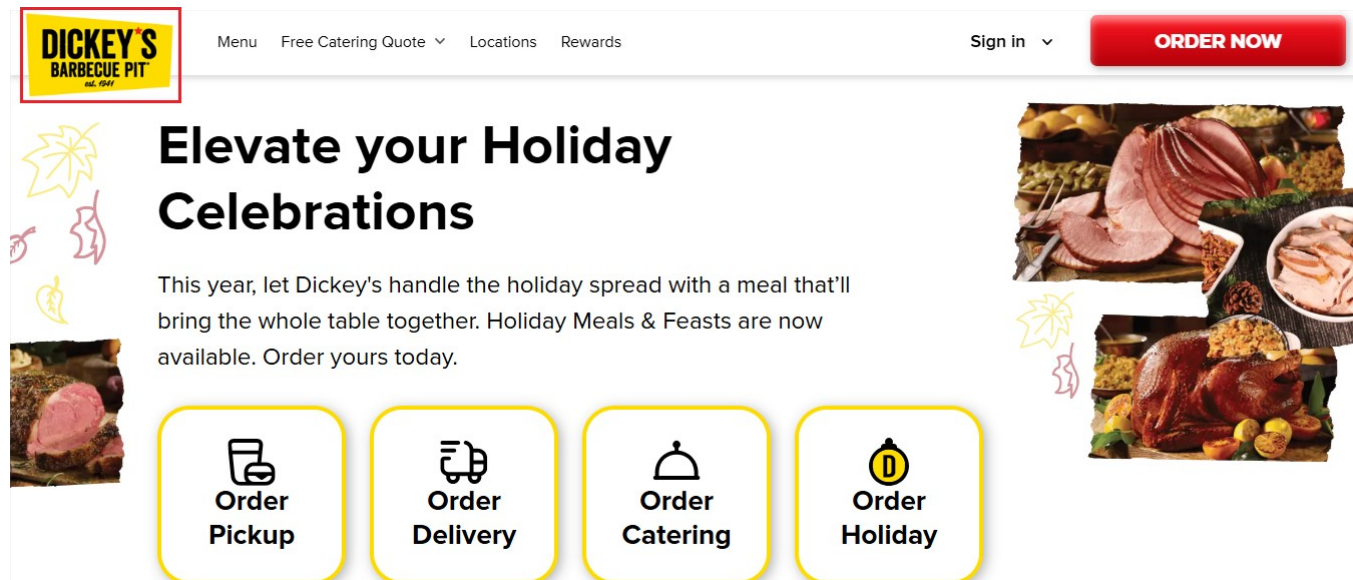 DICKEY'S
BARBECUE PIT
est. 1941
Menu Free Catering Quote Locations Rewards Sign in ORDER NOW
Elevate your Holiday
Celebrations
This year, let Dickey's handle the holiday spread with a meal that’ll
bring the whole table together. Holiday Meals & Feasts are now
available. Order yours today.
D
Order
Pickup
Order
Delivery
Order
Catering
Order
Holiday